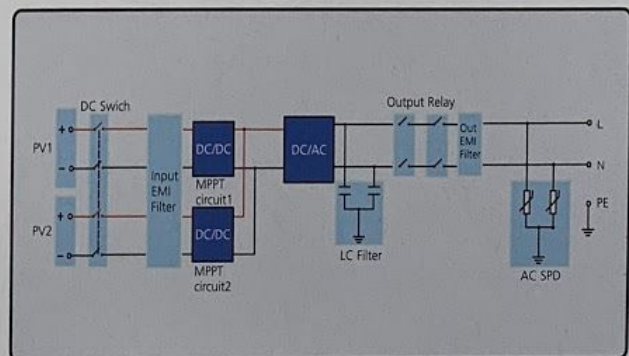 DC Swich
Output Relay
PV1
+
-
PV2
+
-
Input
EMI
Filter
DC/DC
MPPT
circuit1
DC/DC
MPPT
circuit2
DC/AC
LC Filter
Out
EMI
Filter
L
N
PE
AC SPD